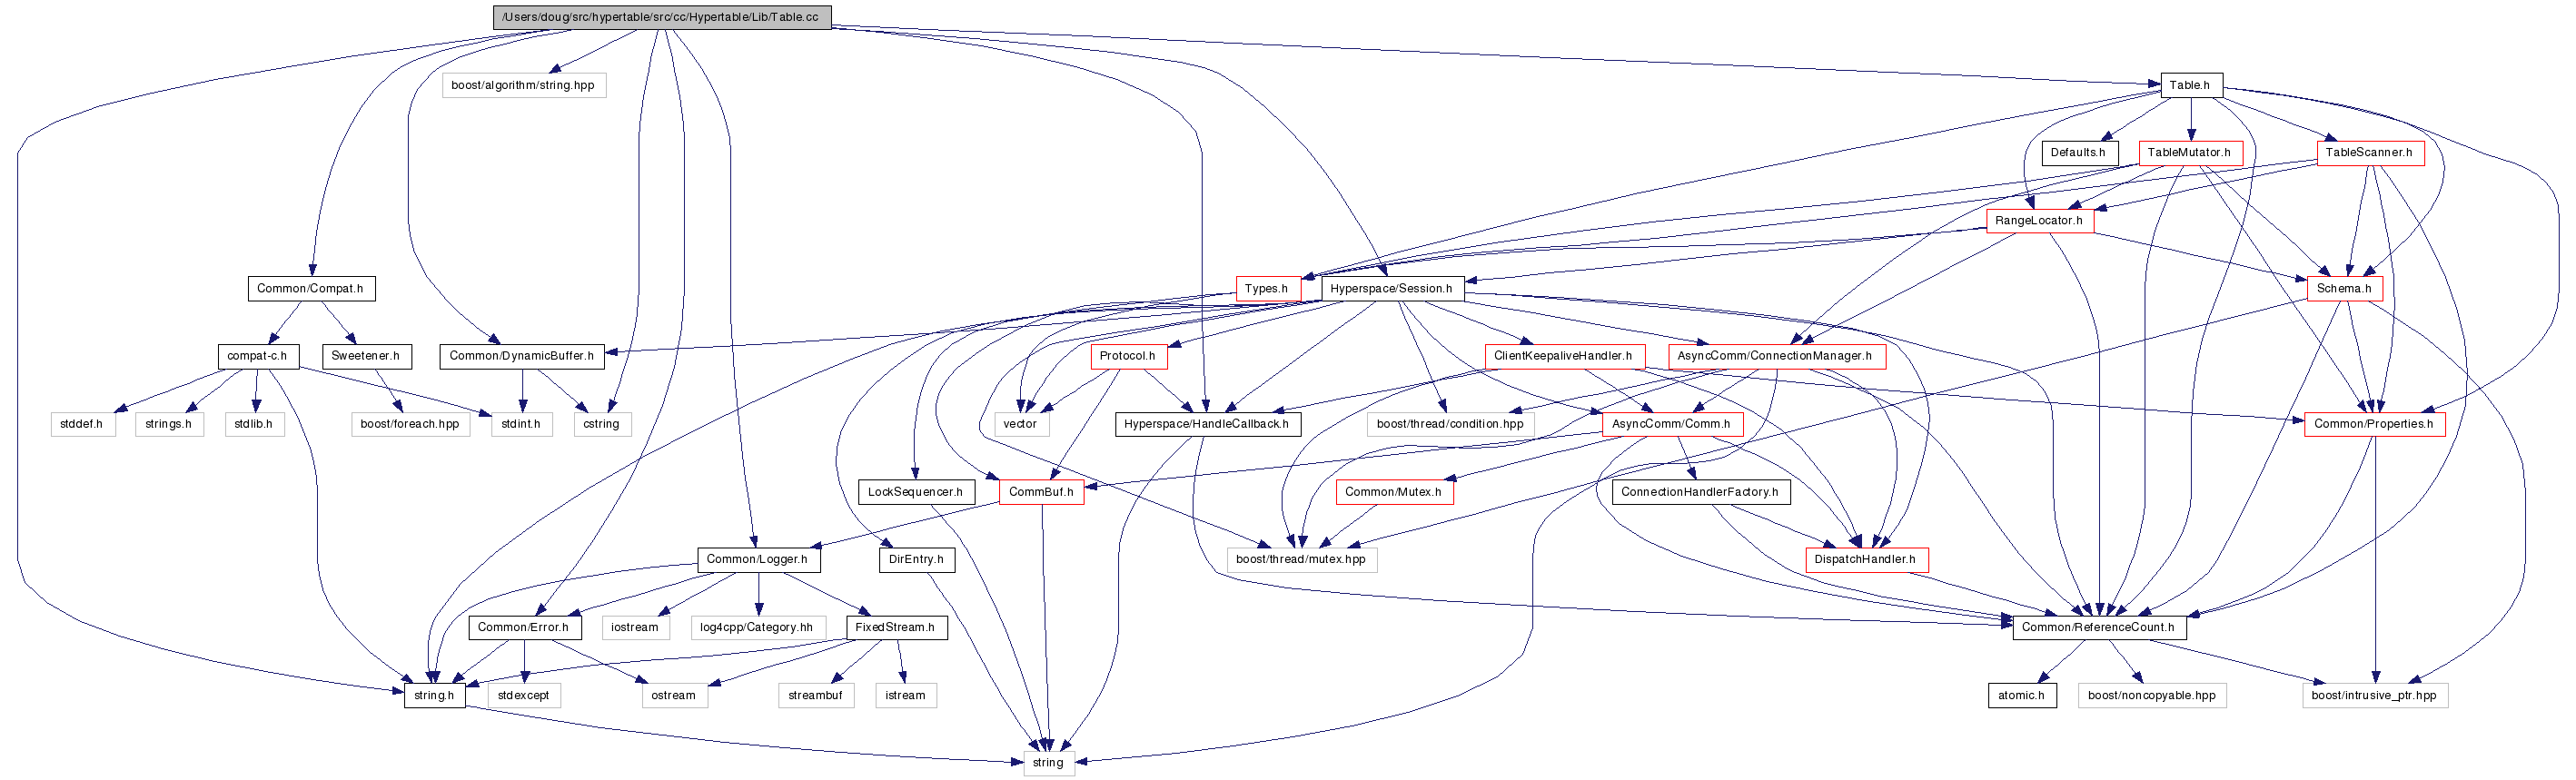 /Users/doug/src/hypertable/src/cc/Hypertable/Lib/Table.cc
boost/algorithm/string.hpp
Table.h
Defaults.h
TableMutator.h
TableScanner.h
RangeLocator.h
Common/Compat.h
Types.h
Hyperspace/Session.h
Schema.h
compat-c.h
Sweetener.h
Common/DynamicBuffer.h
Protocol.h
ClientKeepaliveHandler.h
AsyncComm/ConnectionManager.h
stddef.h
strings.h
stdlib.h
boost/foreach.hpp
stdint.h
cstring
vector
Hyperspace/HandleCallback.h
boost/thread/condition.hpp
AsyncComm/Comm.h
Common/Properties.h
LockSequencer.h
CommBuf.h
Common/Mutex.h
ConnectionHandlerFactory.h
Common/Logger.h
DirEntry.h
boost/thread/mutex.hpp
DispatchHandler.h
Common/Error.h
iostream
log4cpp/Category.hh
FixedStream.h
Common/ReferenceCount.h
string.h
stdexcept
ostream
streambuf
istream
atomic.h
boost/noncopyable.hpp
boost/intrusive_ptr.hpp
string